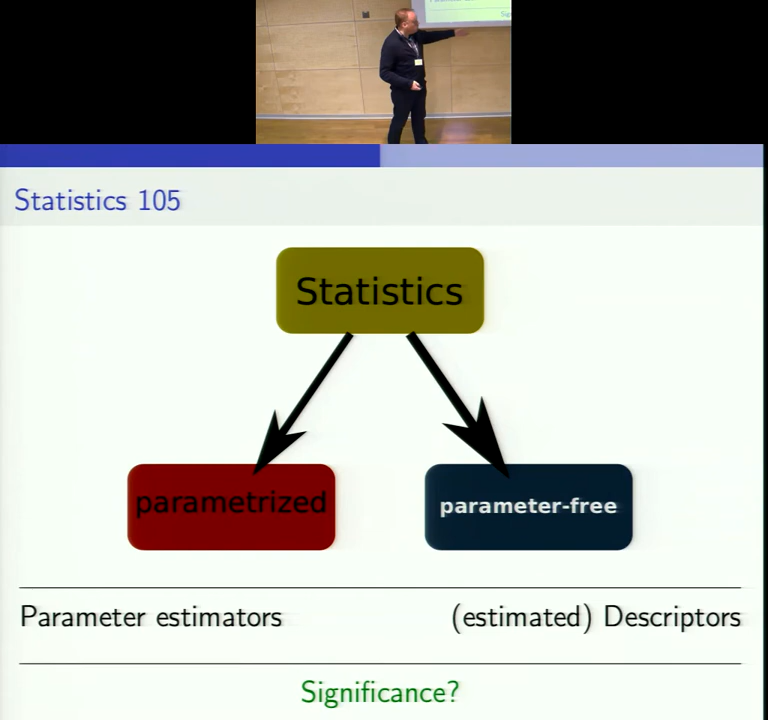 Statistics 105
Statistics
parametrized
parameter-free
Parameter estimators
(estimated) Descriptors
Significance?